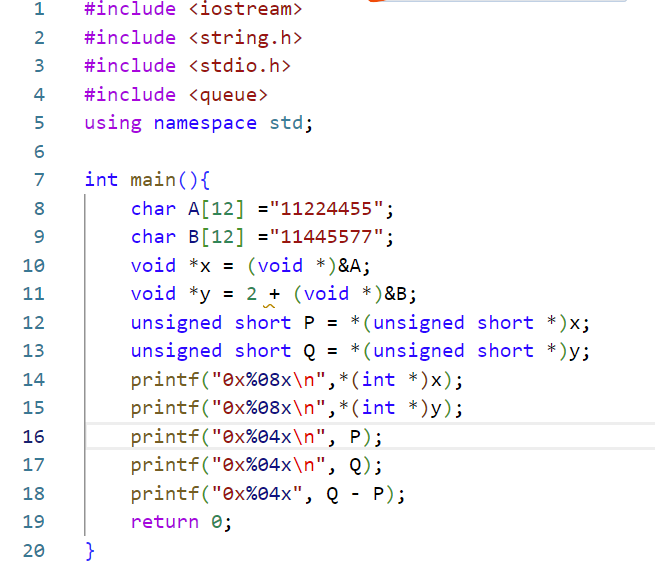 1 #include <iostream>
2 #include <string.h>
3 #include <stdio.h>
4 #include <queue>
5 using namespace std;
6
7 int main(){
8     char A[12] ="11224455";
9     char B[12] ="11445577";
10     void *x = (void *)&A;
11     void *y = 2 + (void *)&B;
12     unsigned short P = *(unsigned short *)x;
13     unsigned short Q = *(unsigned short *)y;
14     printf("0x%08x\n",*(int *)x);
15     printf("0x%08x\n",*(int *)y);
16     printf("0x%04x\n", P);
17     printf("0x%04x\n", Q);
18     printf("0x%04x", Q - P);
19     return 0;
20 }